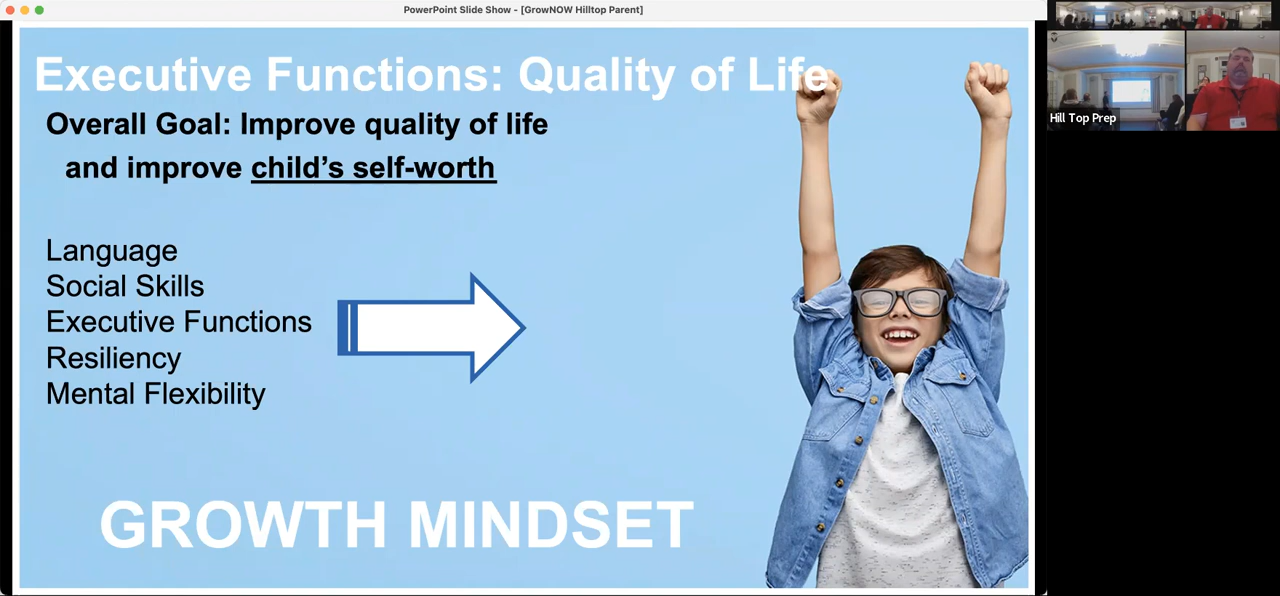 PowerPoint Slide Show - [GrowNOW Hilltop Parent]
Executive Functions: Quality of Life
Overall Goal: Improve quality of life
and improve child’s self-worth
Language
Social Skills
Executive Functions
Resiliency
Mental Flexibility
GROWTH MINDSET
Hill Top Prep